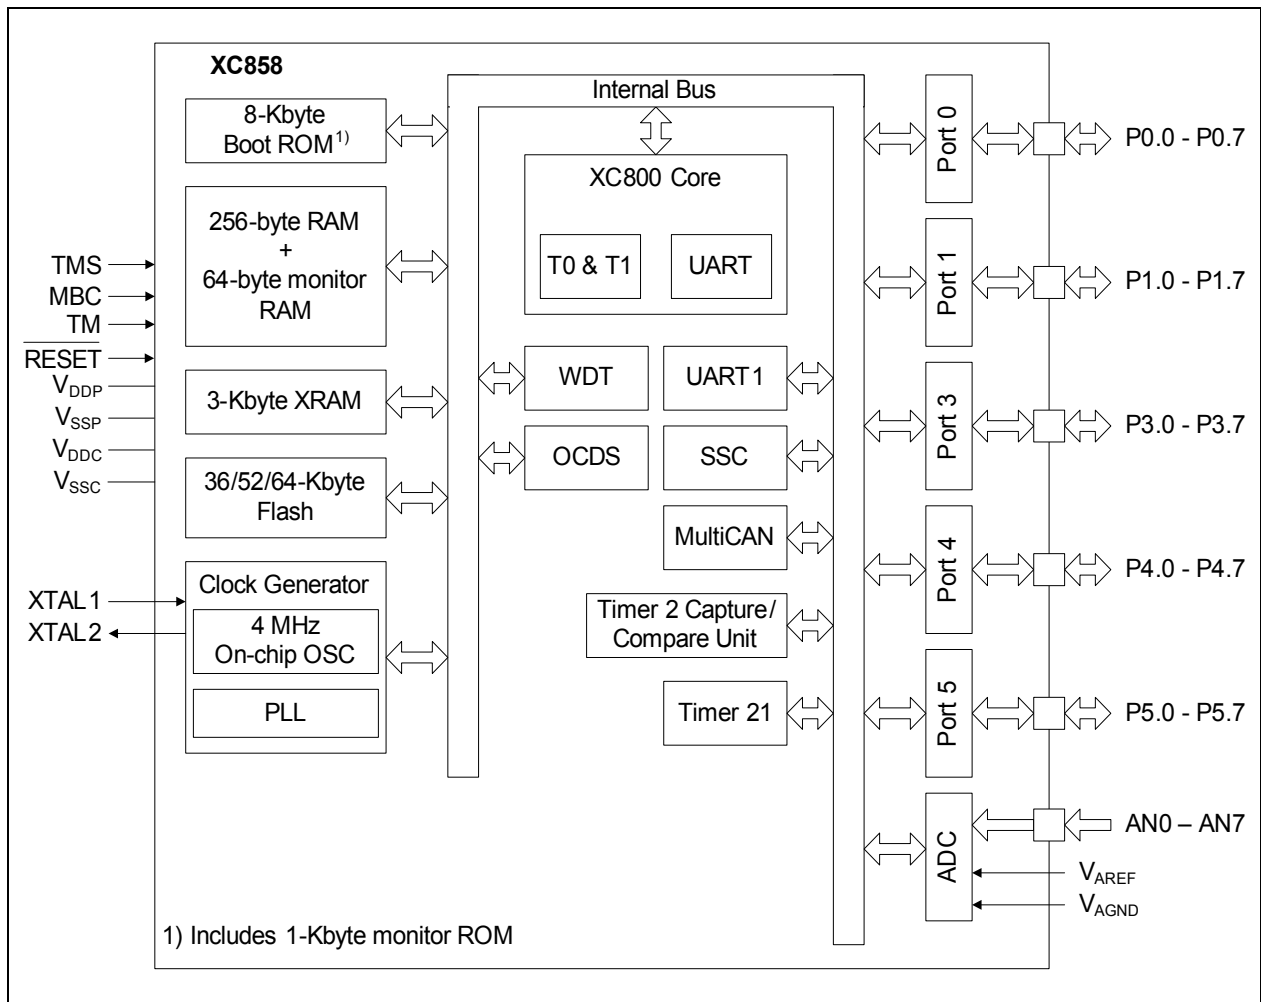 XC858
Internal Bus
8-Kbyte
Boot ROM1)
256-byte RAM
+
64-byte monitor
RAM
3-Kbyte XRAM
36/52/64-Kbyte
Flash
Clock Generator
4 MHz
On-chip OSC
PLL
TMS
MBC
TM
RESET
VDDP
VSSP
VDDC
VSSC
XTAL1
XTAL2
XC800 Core
T0 & T1
UART
WDT
UART1
OCDS
SSC
MultiCAN
Timer 2 Capture/
Compare Unit
Timer 21
Port 0
P0.0 - P0.7
Port 1
P1.0 - P1.7
Port 3
P3.0 - P3.7
Port 4
P4.0 - P4.7
Port 5
P5.0 - P5.7
ADC
AN0 – AN7
VAREF
VAGND
1) Includes 1-Kbyte monitor ROM